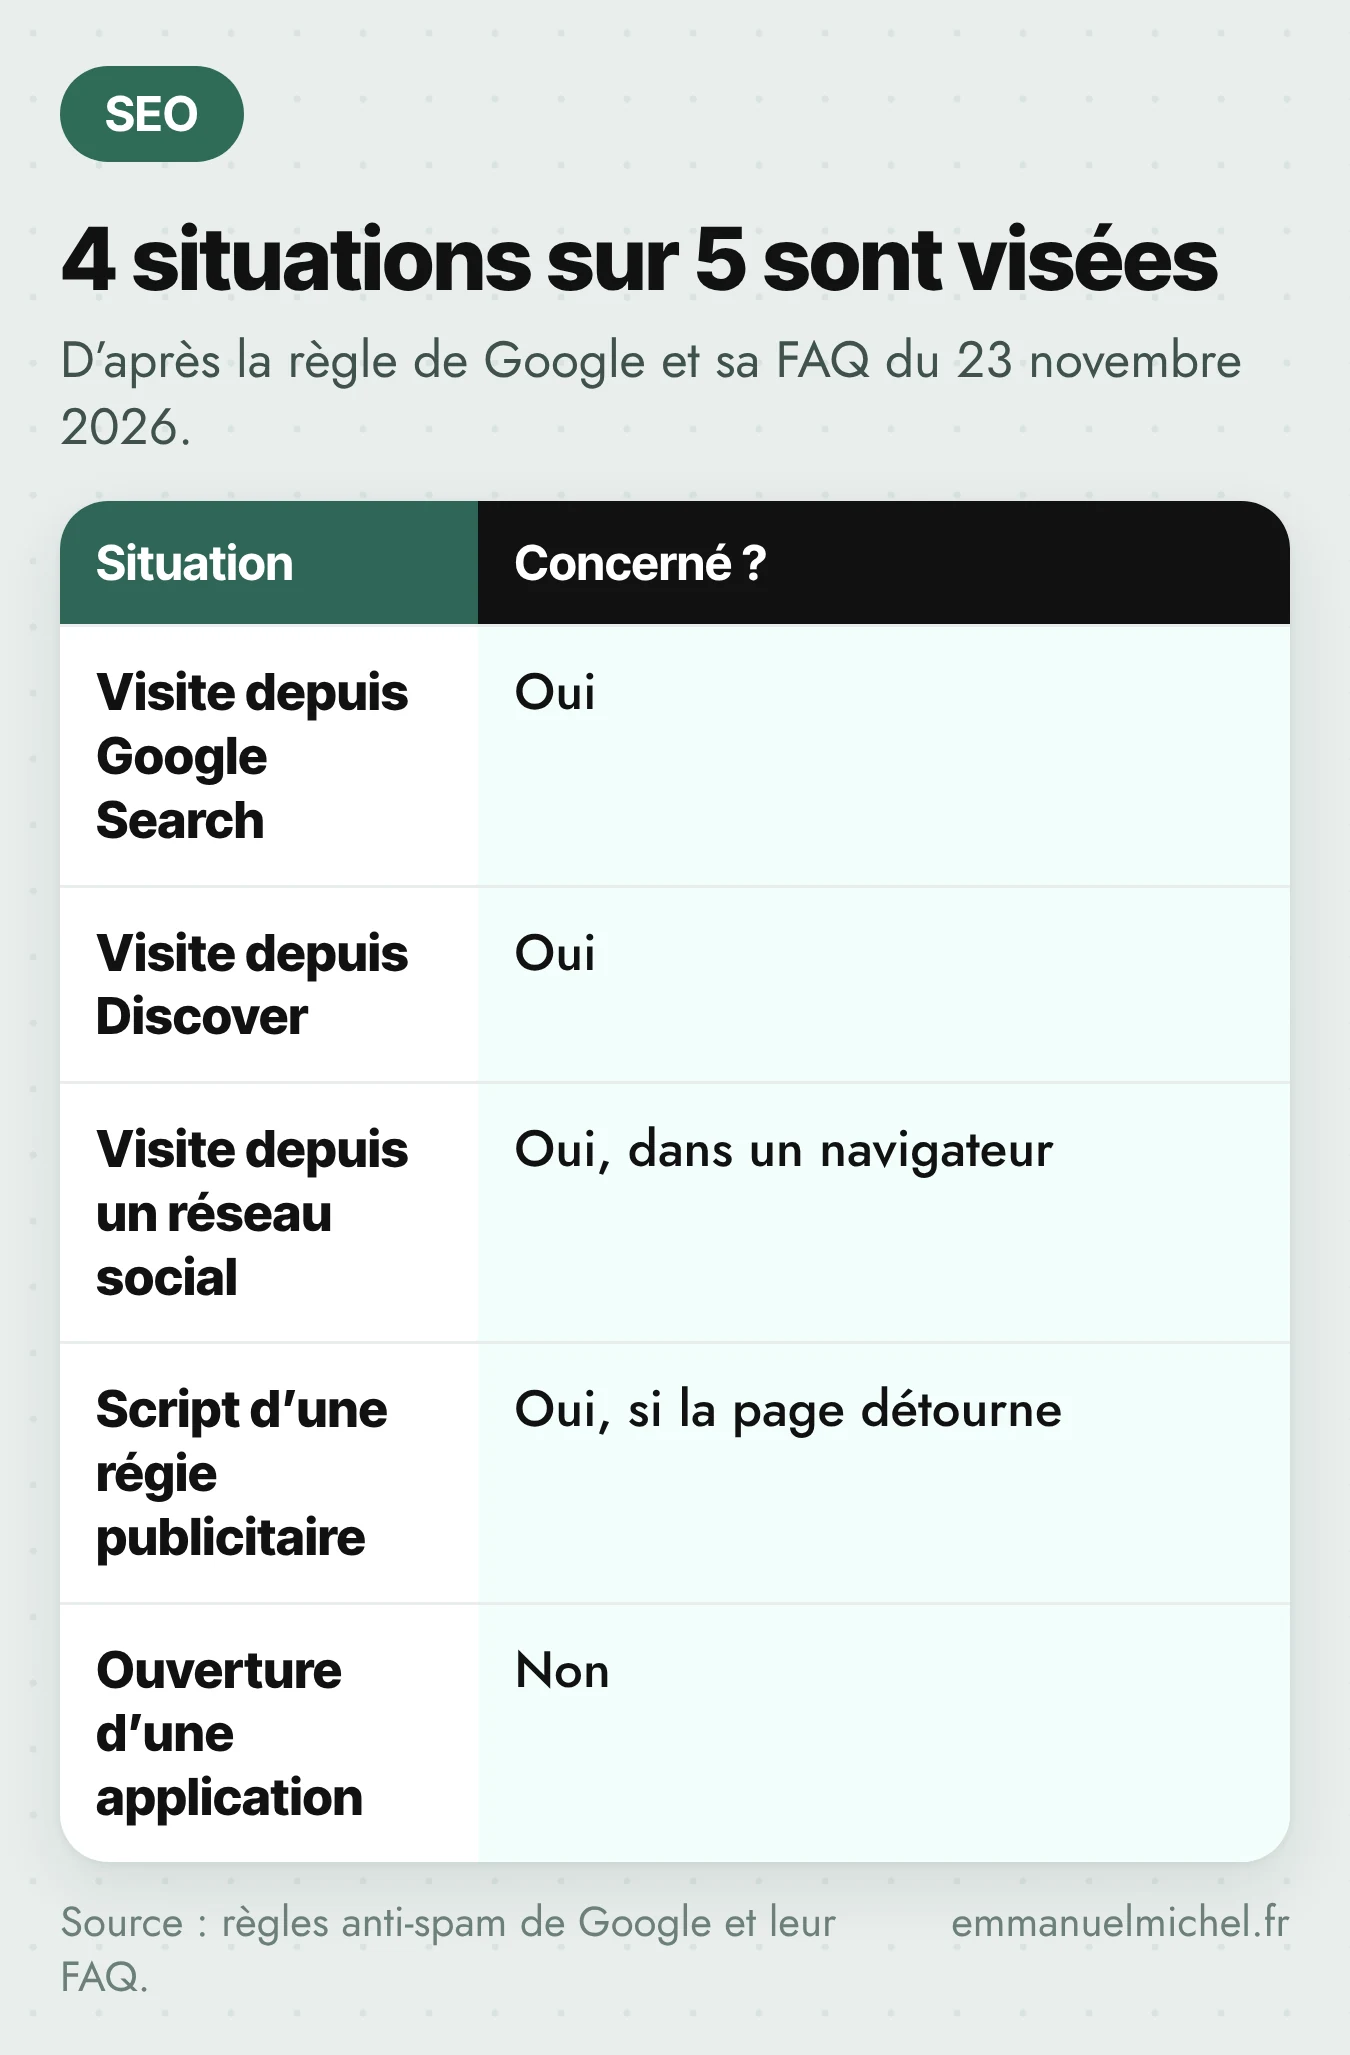 SEO
4 situations sur 5 sont visées
D’après la règle de Google et sa FAQ du 23 novembre
2026.
Situation
Concerné ?
Visite depuis
Google
Search
Oui
Visite depuis
Discover
Oui
Visite depuis
un réseau
social
Oui, dans un navigateur
Script d’une
régie
publicitaire
Oui, si la page détourne
Ouverture
d’une
application
Non
Source : règles anti-spam de Google et leur
FAQ.
emmanuelmichel.fr